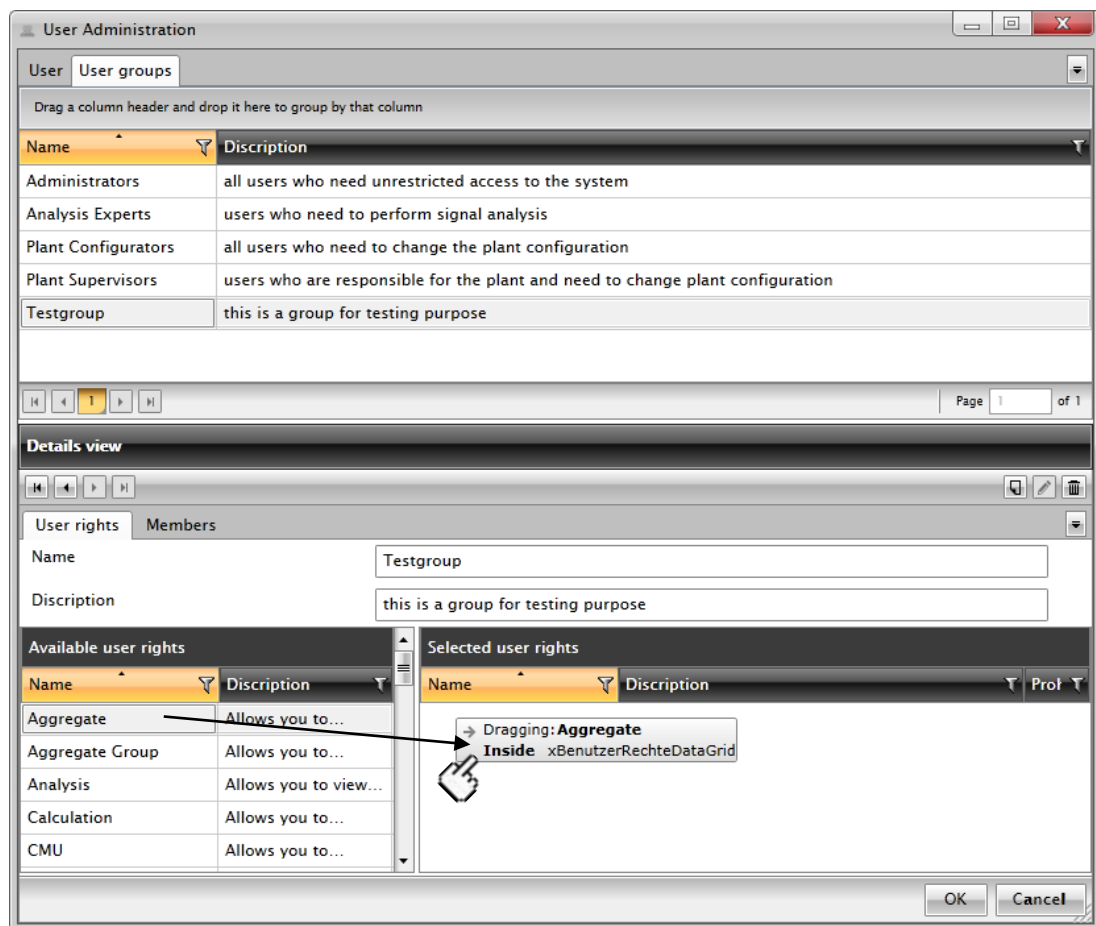 User Administration
User User groups
Drag a column header and drop it here to group by that column
Name Discription
Administrators all users who need unrestricted access to the system
Analysis Experts users who need to perform signal analysis
Plant Configurators all users who need to change the plant configuration
Plant Supervisors users who are responsible for the plant and need to change plant configuration
Testgroup this is a group for testing purpose
1 Page 1 of 1
Details view
User rights Members
Name Testgroup
Discription this is a group for testing purpose
Available user rights Selected user rights
Name Discription Name Discription Prol
Aggregate Allows you to...
Dragging: Aggregate
Inside xBenutzerRechteDataGrid
Aggregate Group Allows you to...
Analysis Allows you to view...
Calculation Allows you to...
CMU Allows you to...
OK Cancel